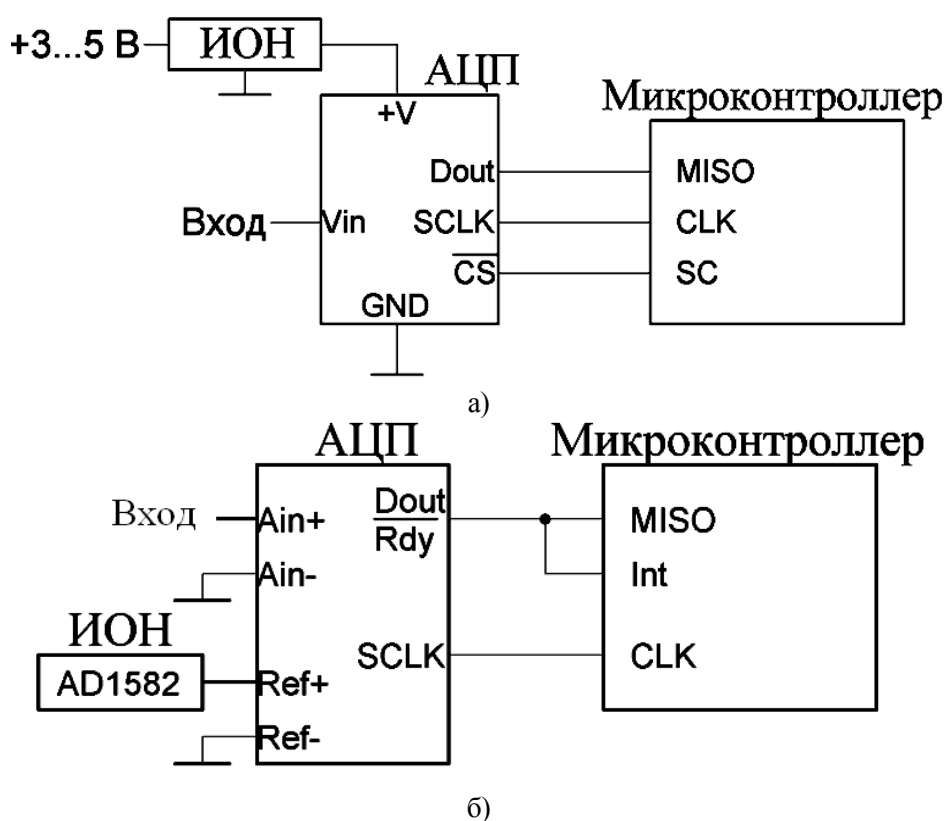 +3...5 В
ИОН
АЦП
+V
Микроконтроллер
Dout
MISO
Вход
Vin
SCLK
CLK
CS
SC
GND
а)
АЦП
Микроконтроллер
Вход
Ain+
Dout
Rdy
MISO
Ain-
Int
ИОН
AD1582
Ref+
SCLK
CLK
Ref-
б)